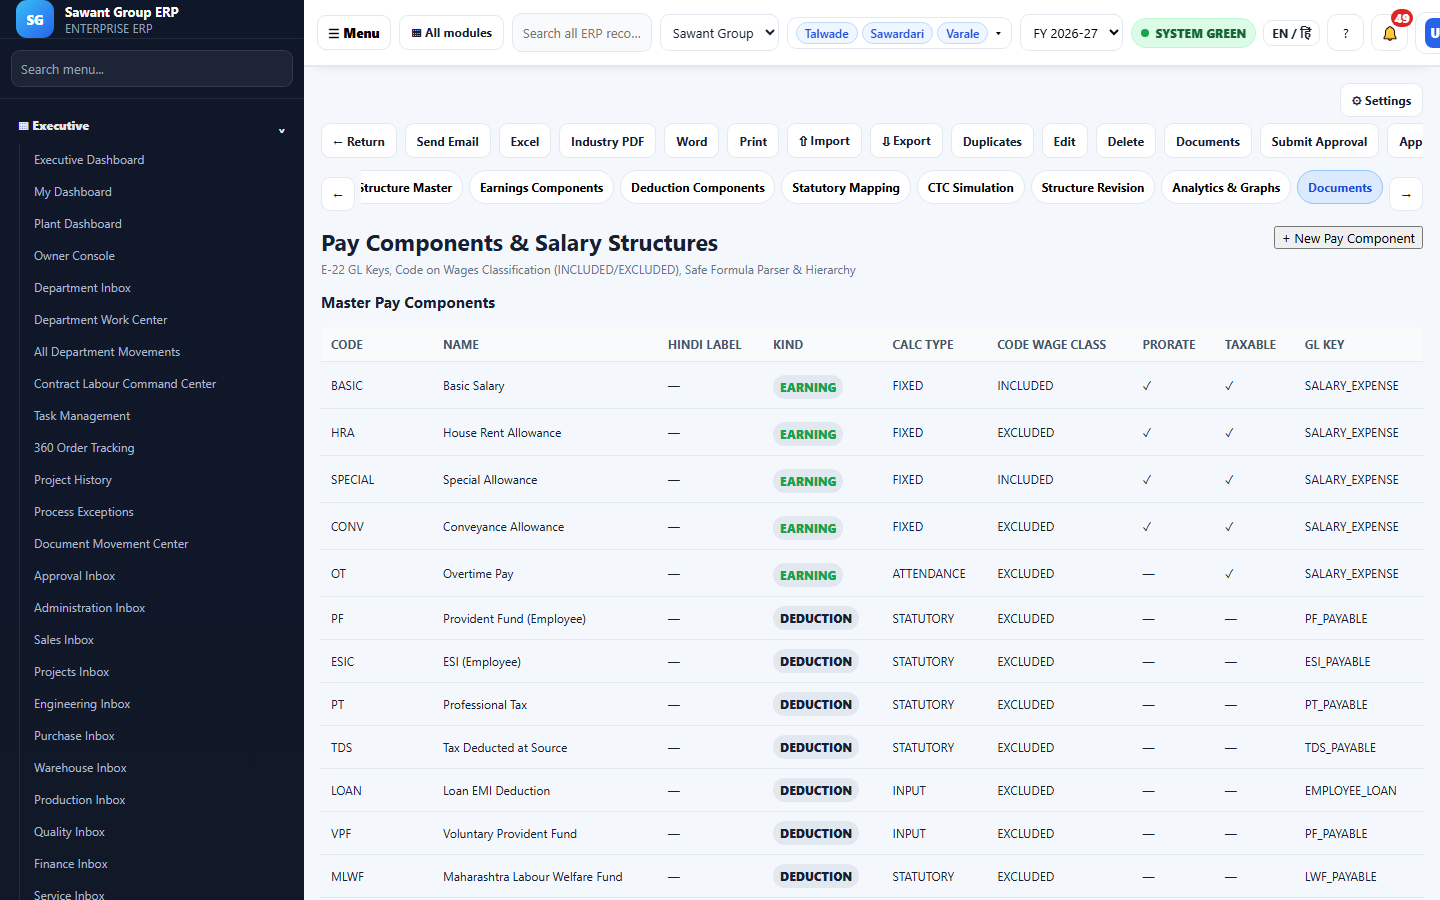 SG
Sawant Group ERP
ENTERPRISE ERP
Search menu...
Executive
Executive Dashboard
My Dashboard
Plant Dashboard
Owner Console
Department Inbox
Department Work Center
All Department Movements
Contract Labour Command Center
Task Management
360 Order Tracking
Project History
Process Exceptions
Document Movement Center
Approval Inbox
Administration Inbox
Sales Inbox
Projects Inbox
Engineering Inbox
Purchase Inbox
Warehouse Inbox
Production Inbox
Quality Inbox
Finance Inbox
Service Inbox
☰ Menu
All modules
Search all ERP reco...
Sawant Group
Talwade Sawardari Varale
FY 2026-27
SYSTEM GREEN
EN / हिं
?
49
U
⚙ Settings
← Return
Send Email
Excel
Industry PDF
Word
Print
⇧ Import
⇩ Export
Duplicates
Edit
Delete
Documents
Submit Approval
App
←
Structure Master
Earnings Components
Deduction Components
Statutory Mapping
CTC Simulation
Structure Revision
Analytics & Graphs
Documents
→
Pay Components & Salary Structures
+ New Pay Component
E-22 GL Keys, Code on Wages Classification (INCLUDED/EXCLUDED), Safe Formula Parser & Hierarchy
Master Pay Components
CODE NAME HINDI LABEL KIND CALC TYPE CODE WAGE CLASS PRORATE TAXABLE GL KEY
BASIC Basic Salary — EARNING FIXED INCLUDED ✓ ✓ SALARY_EXPENSE
HRA House Rent Allowance — EARNING FIXED EXCLUDED ✓ ✓ SALARY_EXPENSE
SPECIAL Special Allowance — EARNING FIXED INCLUDED ✓ ✓ SALARY_EXPENSE
CONV Conveyance Allowance — EARNING FIXED EXCLUDED ✓ ✓ SALARY_EXPENSE
OT Overtime Pay — EARNING ATTENDANCE EXCLUDED — ✓ SALARY_EXPENSE
PF Provident Fund (Employee) — DEDUCTION STATUTORY EXCLUDED — — PF_PAYABLE
ESIC ESI (Employee) — DEDUCTION STATUTORY EXCLUDED — — ESI_PAYABLE
PT Professional Tax — DEDUCTION STATUTORY EXCLUDED — — PT_PAYABLE
TDS Tax Deducted at Source — DEDUCTION STATUTORY EXCLUDED — — TDS_PAYABLE
LOAN Loan EMI Deduction — DEDUCTION INPUT EXCLUDED — — EMPLOYEE_LOAN
VPF Voluntary Provident Fund — DEDUCTION INPUT EXCLUDED — — PF_PAYABLE
MLWF Maharashtra Labour Welfare Fund — DEDUCTION STATUTORY EXCLUDED — — LWF_PAYABLE